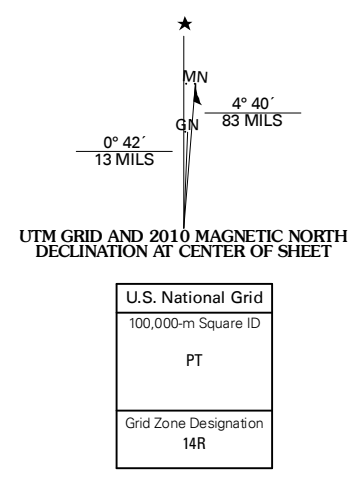 MN
4° 40´
83 MILS
GN
0° 42´
13 MILS
UTM GRID AND 2010 MAGNETIC NORTH
DECLINATION AT CENTER OF SHEET
U.S. National Grid
100,000-m Square ID
PT
Grid Zone Designation
14R